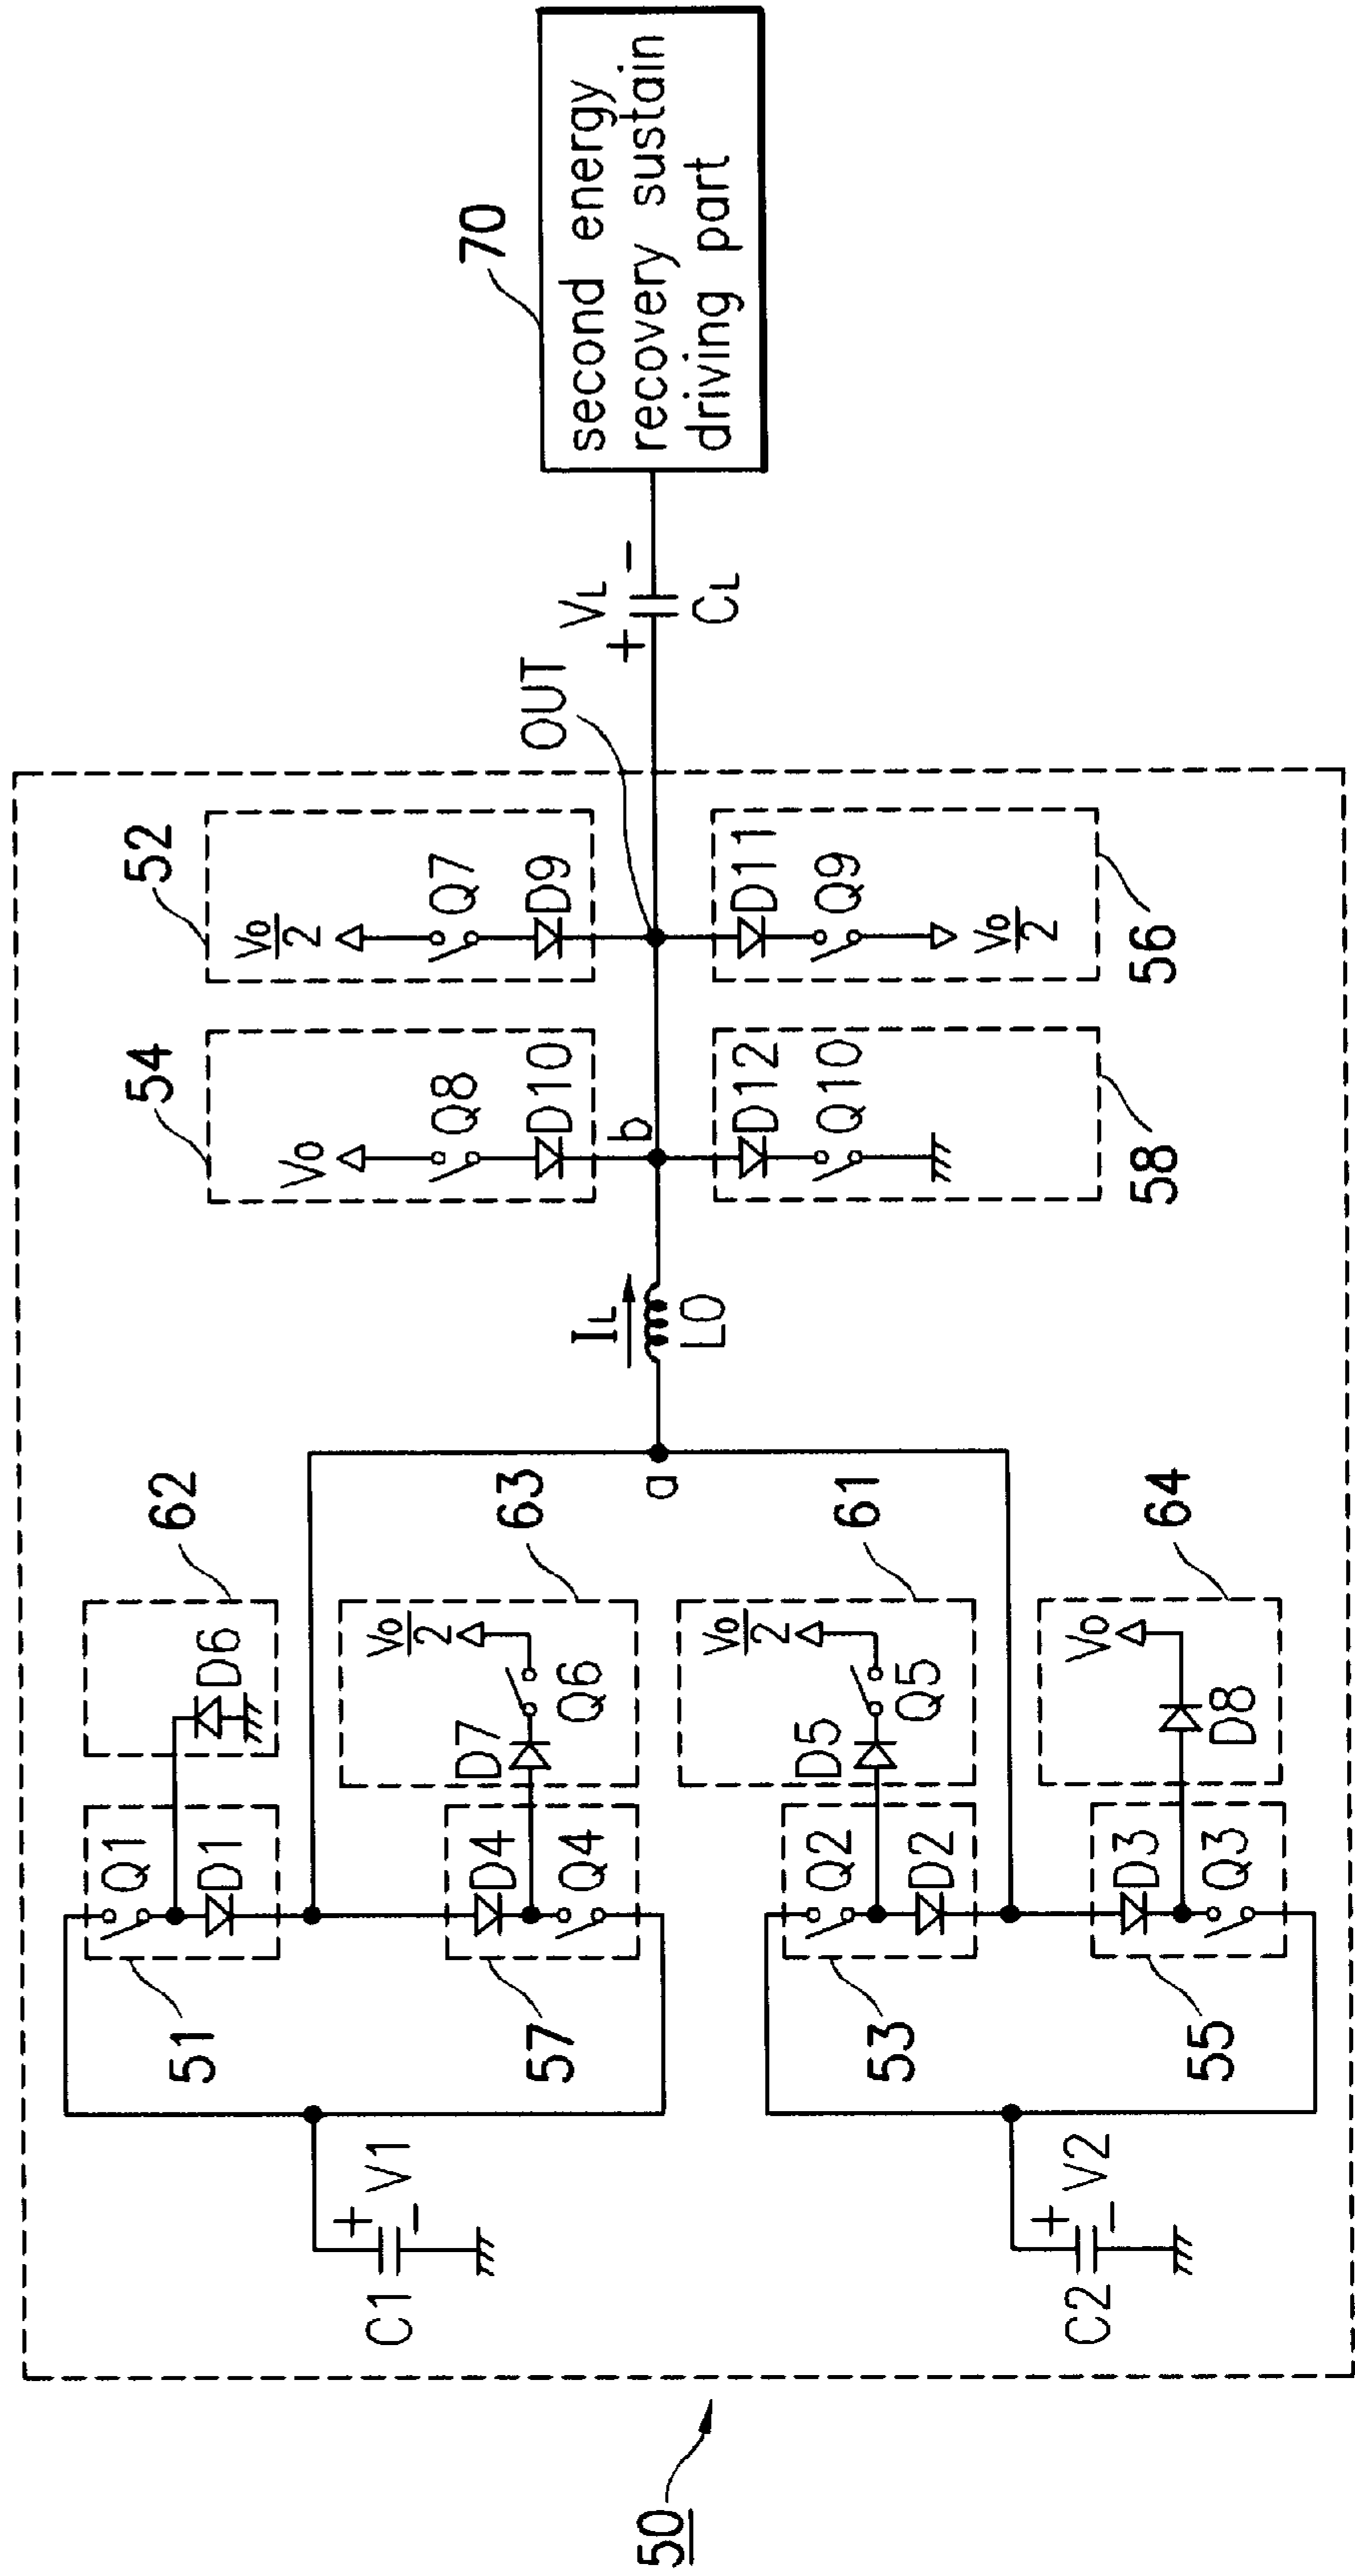 50
51
Q1
D1
62
D6
C1
+
V1
−
57
D4
Q4
D7
Q6
Vo/2
63
a
IL
LO
54
Vo
Q8
D10
b
52
Vo/2
Q7
D9
OUT
+ VL −
CL
70
second energy
recovery sustain
driving part
53
Q2
D2
D5
Q5
Vo/2
61
D12
Q10
58
D11
Q9
Vo/2
56
C2
+
V2
−
55
D3
Q3
D8
Vo
64